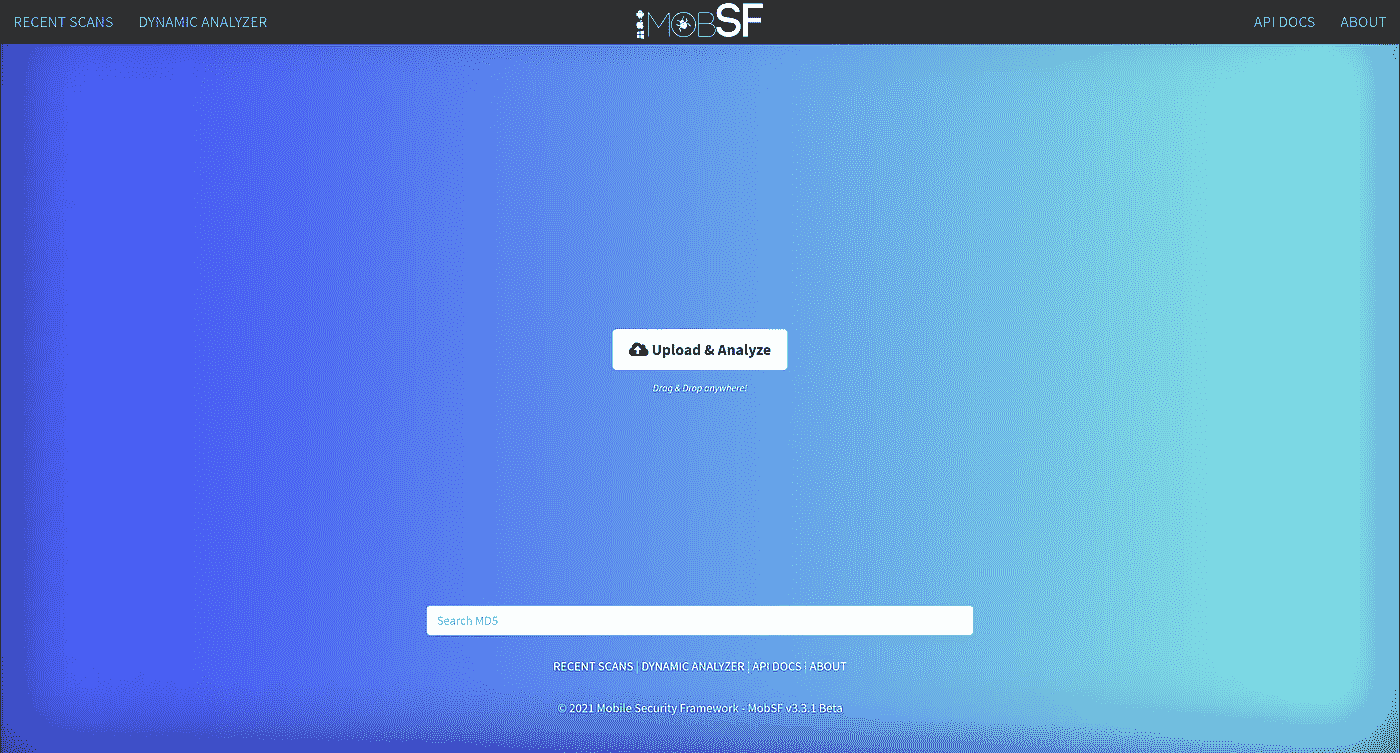 RECENT SCANS DYNAMIC ANALYZER MOBSF API DOCS ABOUT
Upload & Analyze
Drag & Drop anywhere!
Search MD5
RECENT SCANS | DYNAMIC ANALYZER | API DOCS | ABOUT
© 2021 Mobile Security Framework - MobSF v3.3.1 Beta